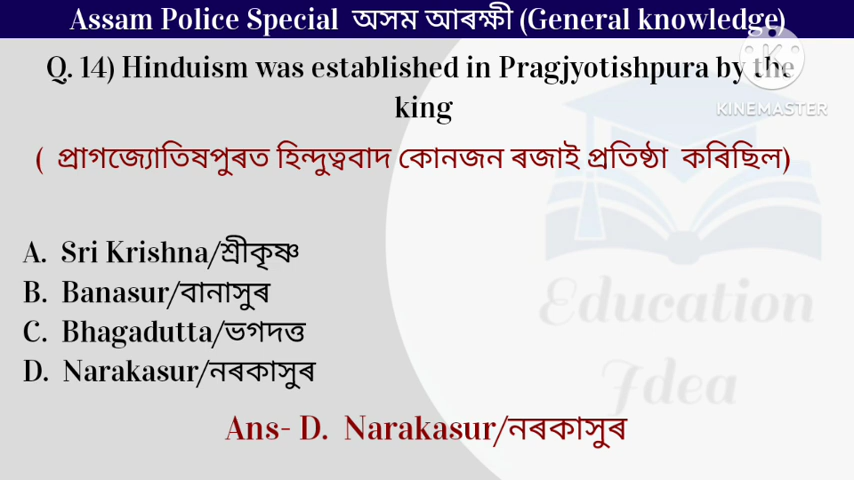 Assam Police Special অসম আৰক্ষী (General knowledge)
Q. 14) Hinduism was established in Pragjyotishpura by the
king
KINEMASTER
( প্ৰাগজ্যোতিষপুৰত হিন্দুত্ববাদ কোনজন ৰজাই প্ৰতিষ্ঠা কৰিছিল)
A. Sri Krishna/শ্ৰীকৃষ্ণ
B. Banasur/বানাসুৰ
C. Bhagadutta/ভগদত্ত
D. Narakasur/নৰকাসুৰ
Education
Idea
Ans- D. Narakasur/নৰকাসুৰ